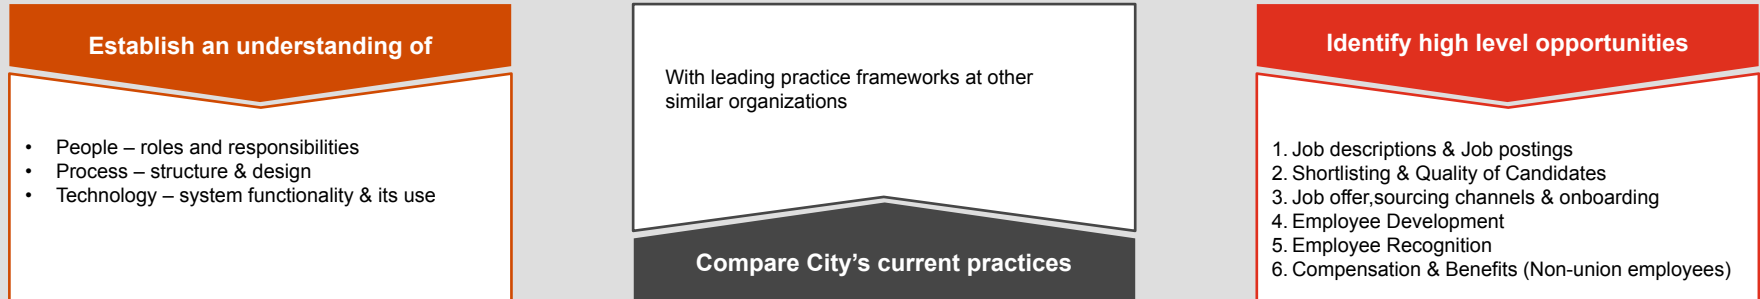 Establish an understanding of
• People – roles and responsibilities
• Process – structure & design
• Technology – system functionality & its use
With leading practice frameworks at other
similar organizations
Compare City’s current practices
Identify high level opportunities
1. Job descriptions & Job postings
2. Shortlisting & Quality of Candidates
3. Job offer,sourcing channels & onboarding
4. Employee Development
5. Employee Recognition
6. Compensation & Benefits (Non-union employees)